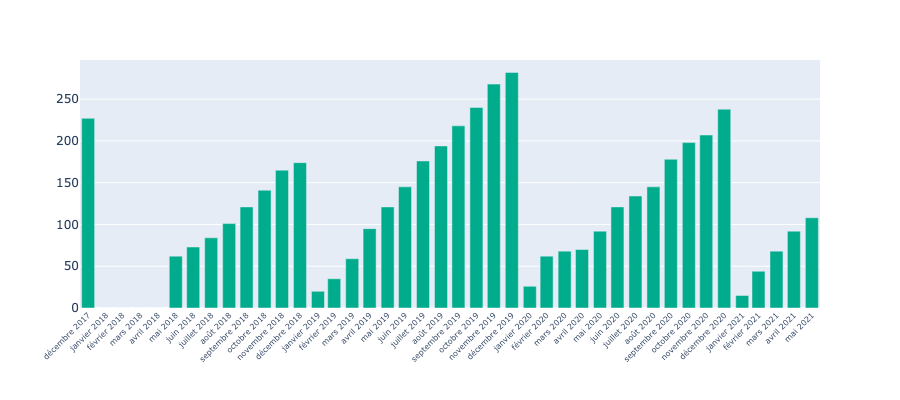 250
200
150
100
50
0
décembre 2017
janvier 2018
février 2018
mars 2018
avril 2018
mai 2018
juin 2018
juillet 2018
août 2018
septembre 2018
octobre 2018
novembre 2018
décembre 2018
janvier 2019
février 2019
mars 2019
avril 2019
mai 2019
juin 2019
juillet 2019
août 2019
septembre 2019
octobre 2019
novembre 2019
décembre 2019
janvier 2020
février 2020
mars 2020
avril 2020
mai 2020
juin 2020
juillet 2020
août 2020
septembre 2020
octobre 2020
novembre 2020
décembre 2020
janvier 2021
février 2021
mars 2021
avril 2021
mai 2021